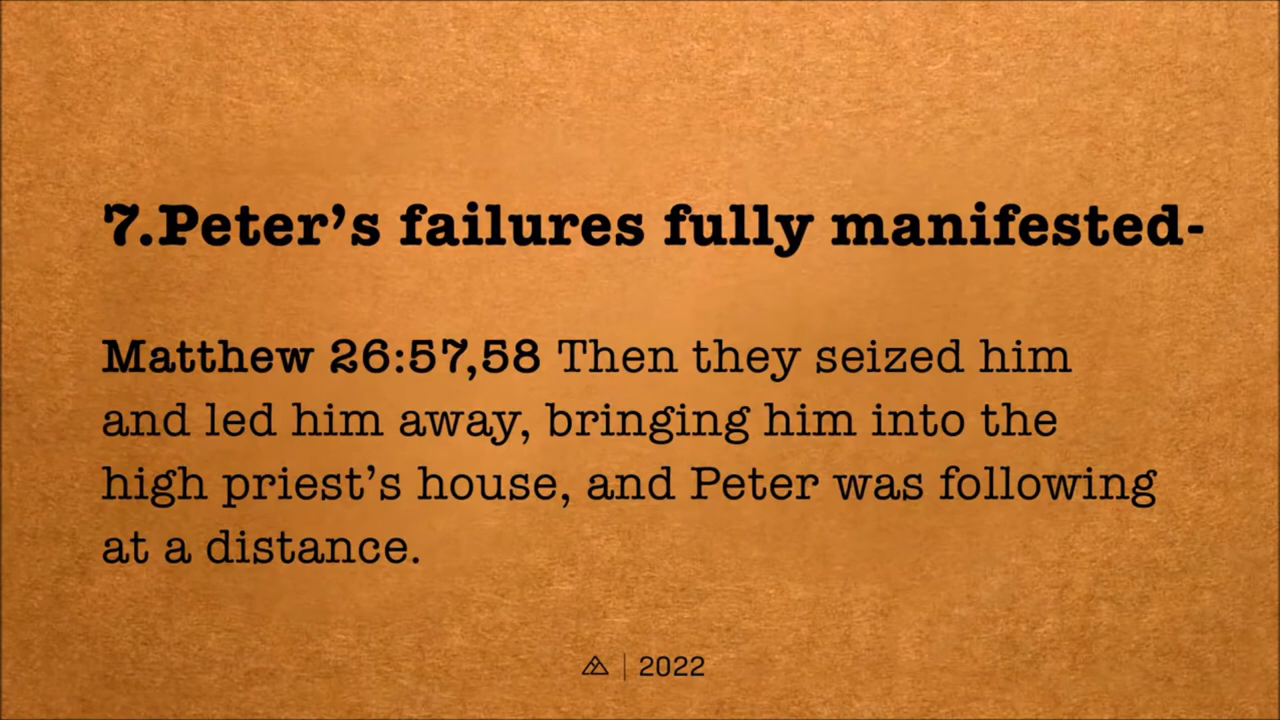 7.Peter’s failures fully manifested-
Matthew 26:57,58 Then they seized him
and led him away, bringing him into the
high priest’s house, and Peter was following
at a distance.
| 2022